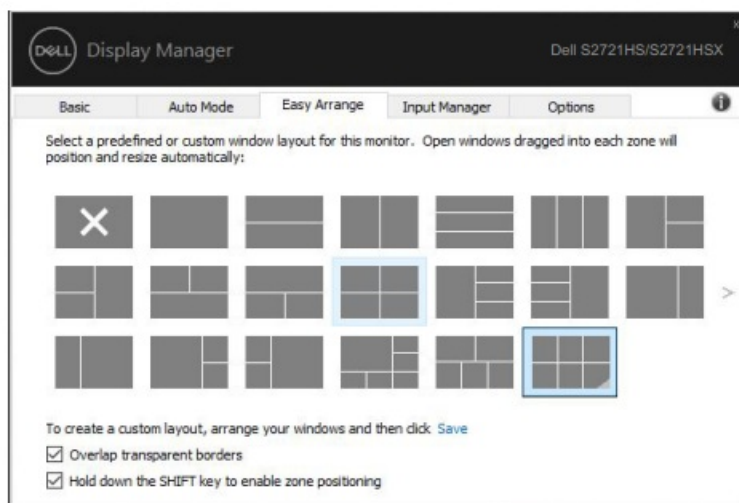 DELL Display Manager
Dell S2721HS/S2721HSX
Basic
Auto Mode
Easy Arrange
Input Manager
Options
Select a predefined or custom window layout for this monitor. Open windows dragged into each zone will
position and resize automatically:
To create a custom layout, arrange your windows and then click Save
Overlap transparent borders
Hold down the SHIFT key to enable zone positioning